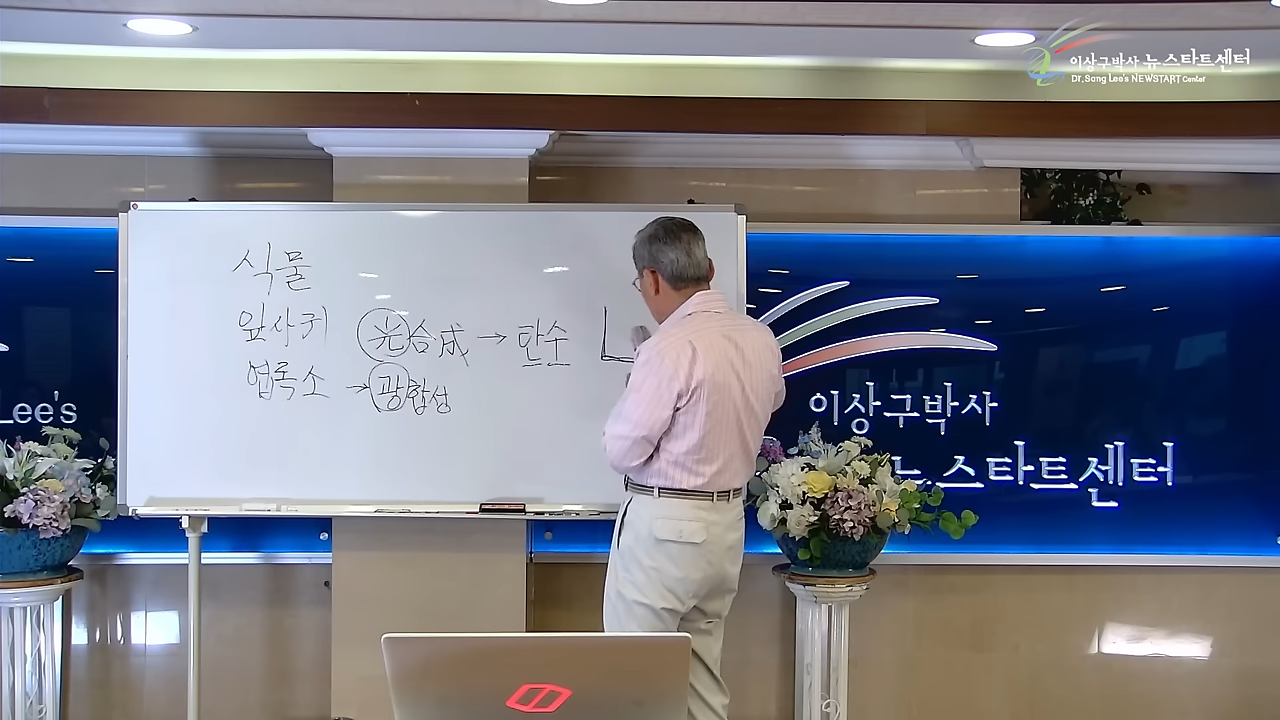 이상구박사 뉴스타트센터
Dr. Sang Lee's NEWSTART Center
식물
잎사귀 光合成 → 탄소
엽록소 → 광합성
Lee's
이상구박사
뉴스타트센터